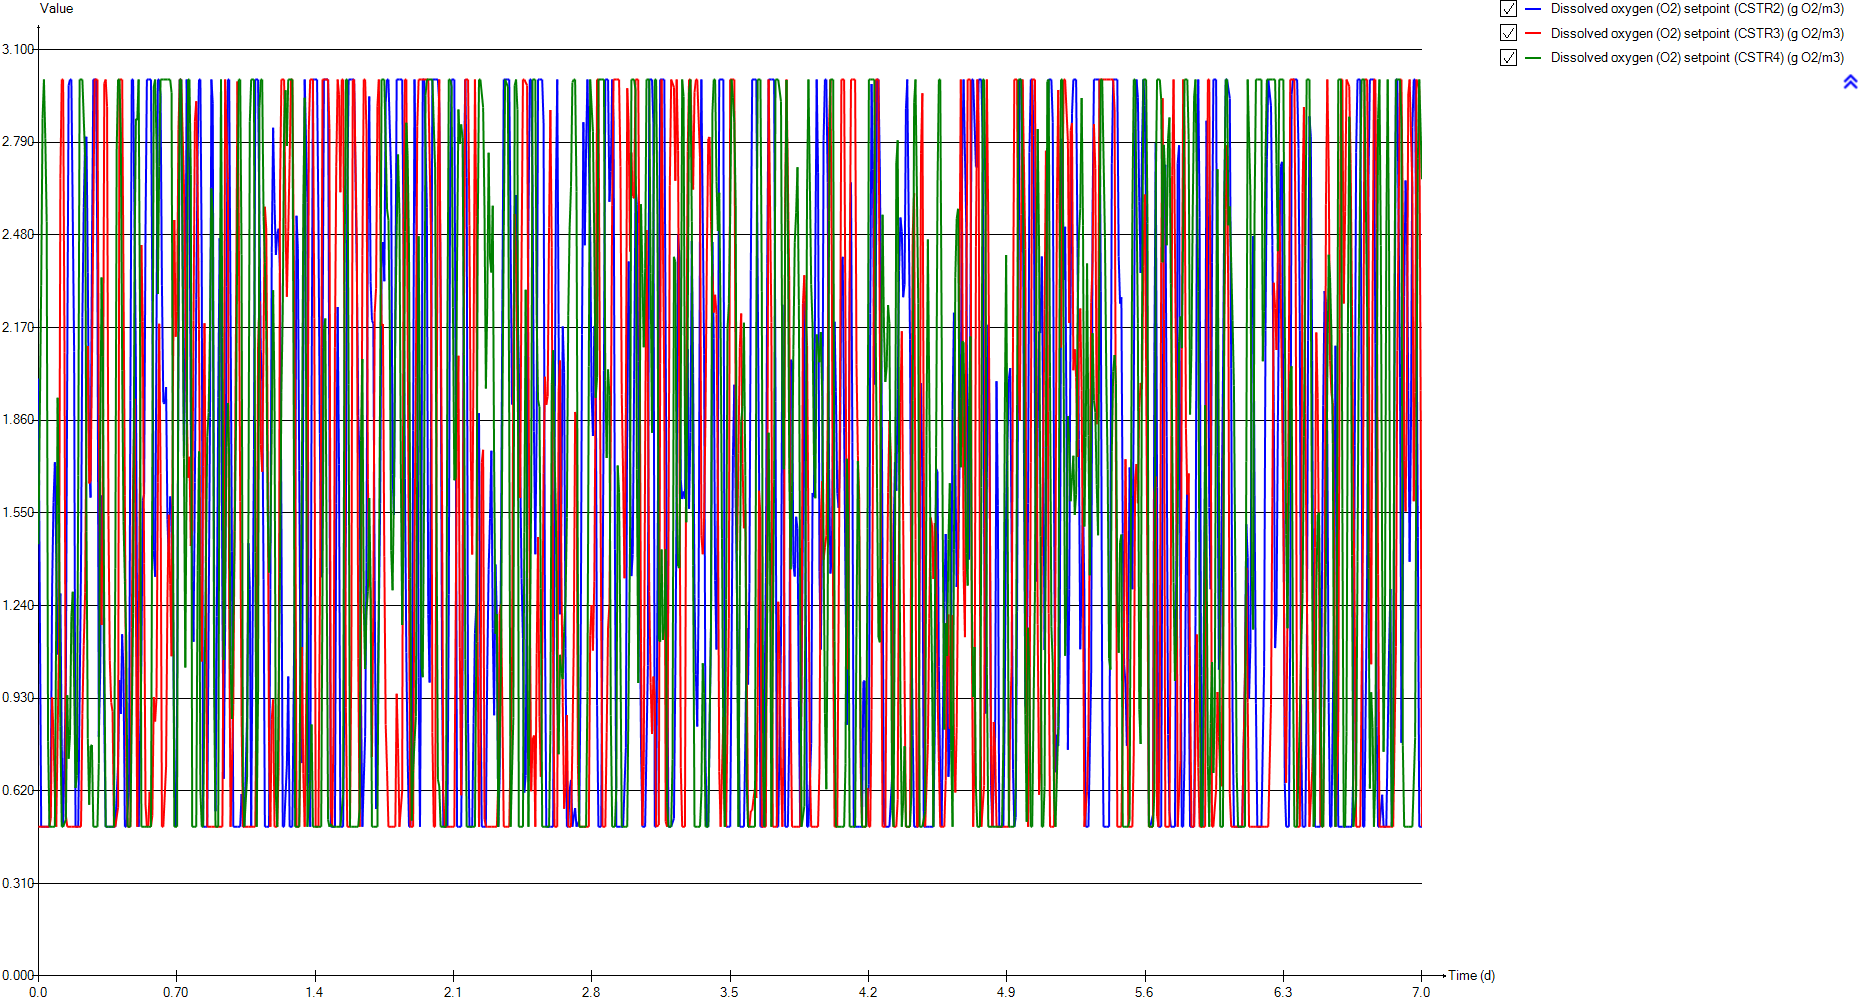 Value
Dissolved oxygen (O2) setpoint (CSTR2) (g O2/m3)
Dissolved oxygen (O2) setpoint (CSTR3) (g O2/m3)
Dissolved oxygen (O2) setpoint (CSTR4) (g O2/m3)
3.100
2.790
2.480
2.170
1.860
1.550
1.240
0.930
0.620
0.310
0.000
Time (d)
0.0 0.70 1.4 2.1 2.8 3.5 4.2 4.9 5.6 6.3 7.0